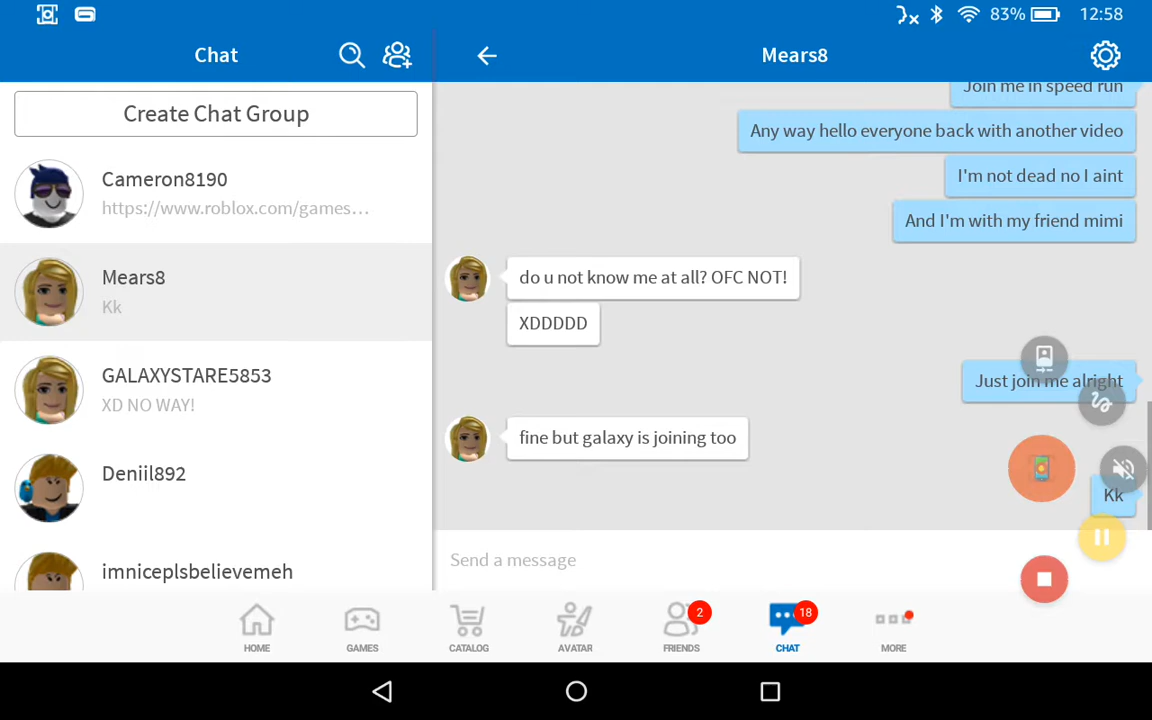 83% 12:58
Chat
Mears8
Create Chat Group
Cameron8190
https://www.roblox.com/games...
Mears8
Kk
GALAXYSTARE5853
XD NO WAY!
Deniil892
imniceplsbelievemeh
Join me in speed run
Any way hello everyone back with another video
I'm not dead no I aint
And I'm with my friend mimi
do u not know me at all? OFC NOT!
XDDDDD
Just join me alright
fine but galaxy is joining too
Kk
Send a message
2
18
HOME
GAMES
CATALOG
AVATAR
FRIENDS
CHAT
MORE